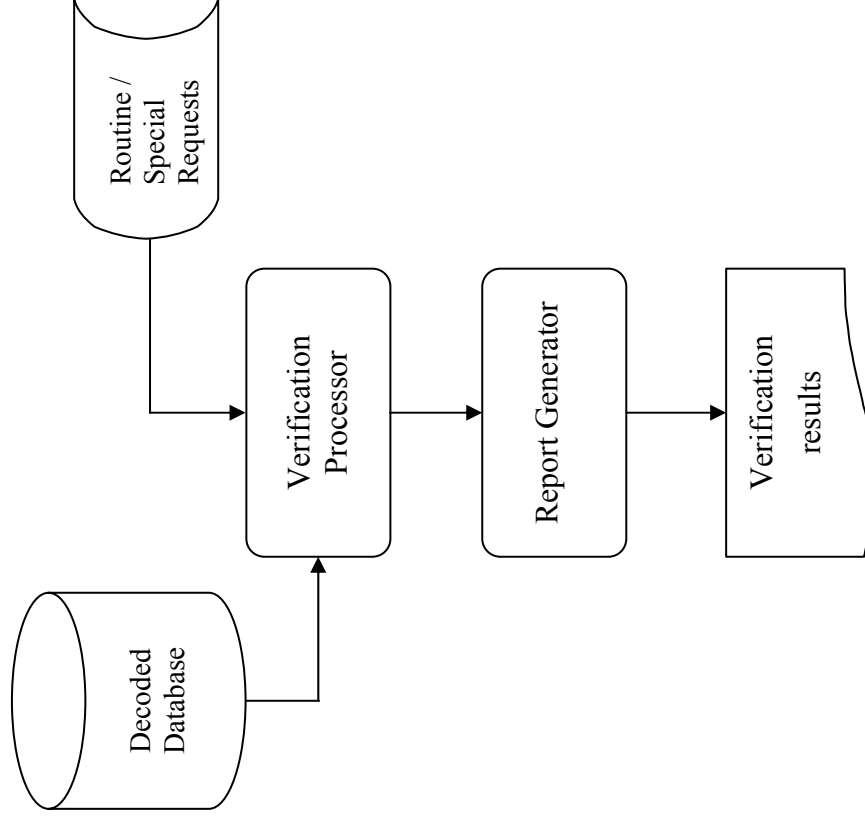 Routine /
Special
Requests
Decoded
Database
Verification
Processor
Report Generator
Verification
results